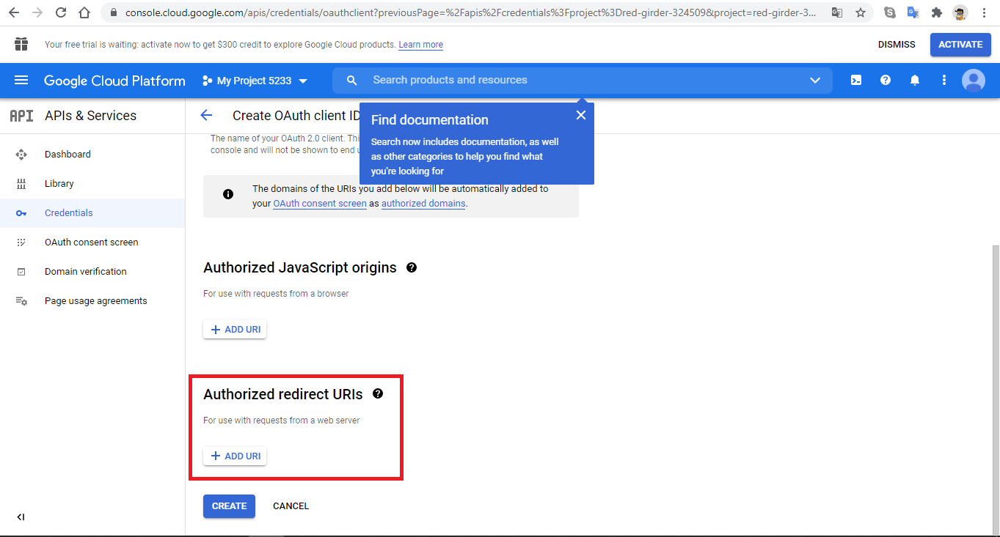 console.cloud.google.com/apis/credentials/oauthclient?previousPage=%2Fapis%2Fcredentials%3Fproject%3Dred-girder-324509&project=red-girder-3...
Your free trial is waiting: activate now to get $300 credit to explore Google Cloud products. Learn more
DISMISS
ACTIVATE
Google Cloud Platform
My Project 5233
Search products and resources
API APIs & Services
Create OAuth client ID
Find documentation
Search now includes documentation, as well
as other categories to help you find what
you're looking for
Dashboard
Library
Credentials
OAuth consent screen
Domain verification
Page usage agreements
The name of your OAuth 2.0 client. Thi
console and will not be shown to end
The domains of the URIs you add below will be automatically added to
your OAuth consent screen as authorized domains.
Authorized JavaScript origins
For use with requests from a browser
+ ADD URI
Authorized redirect URIs
For use with requests from a web server
+ ADD URI
CREATE
CANCEL